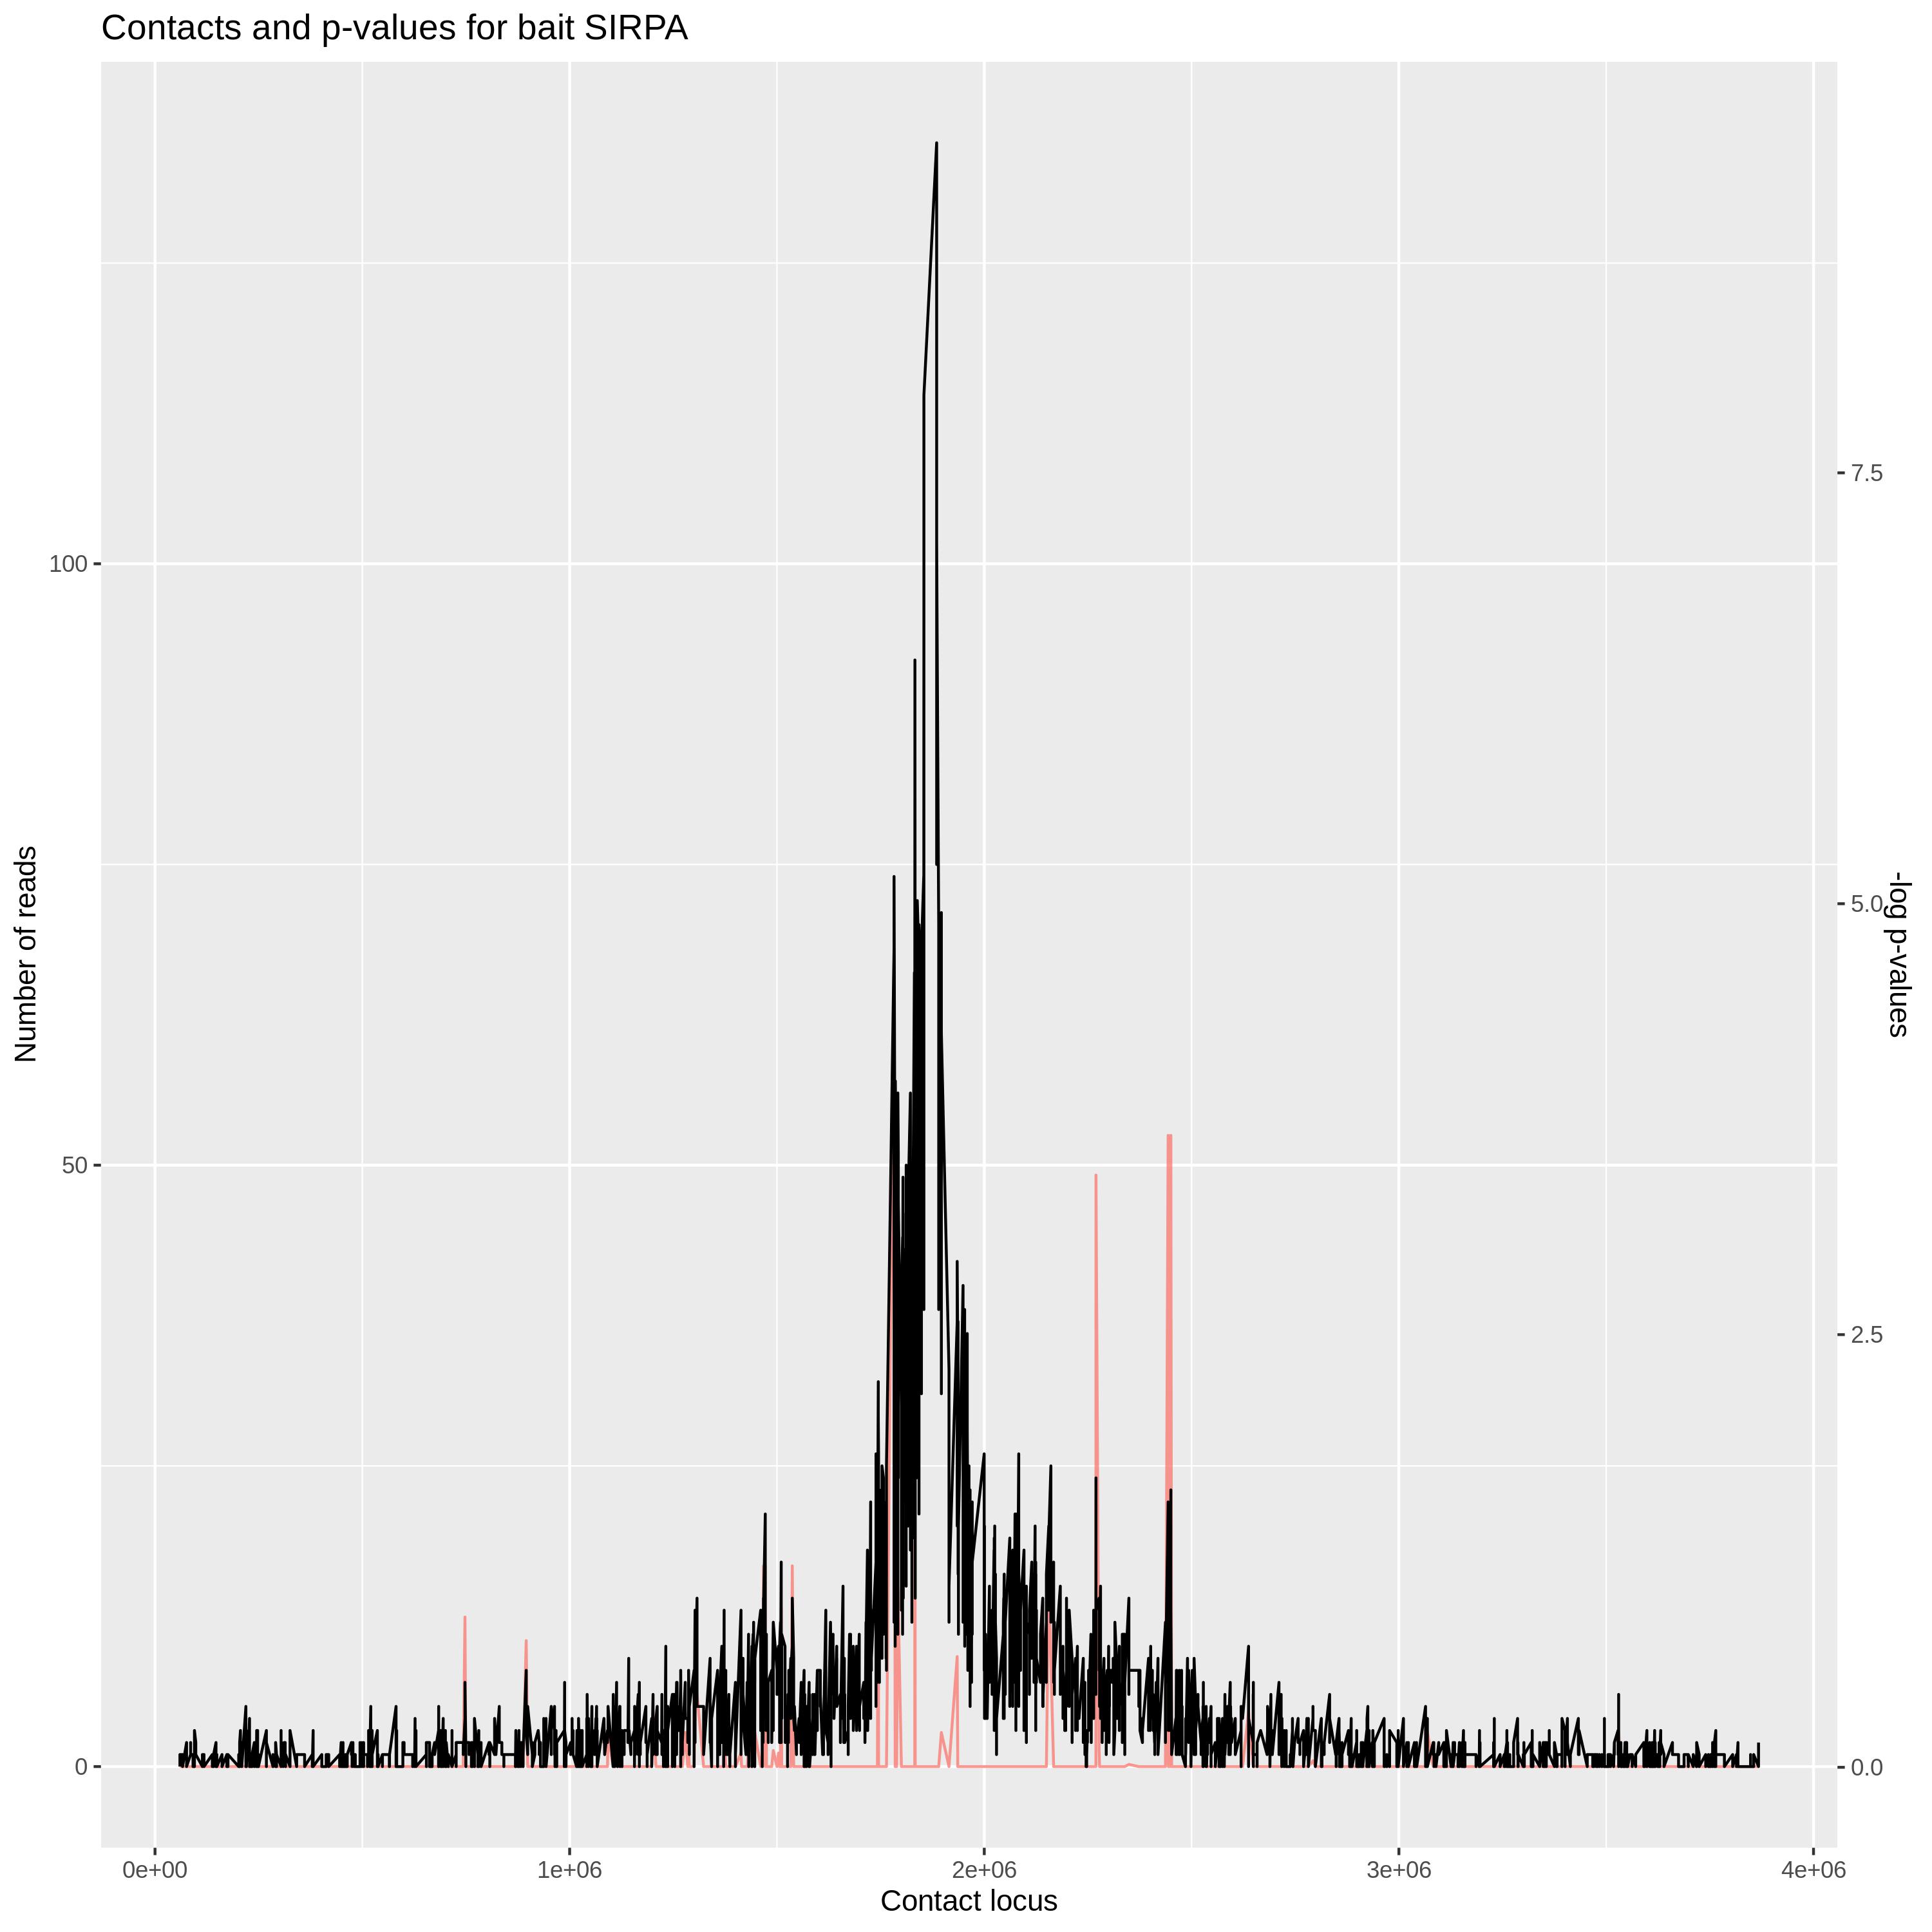 Contacts and p-values for bait SIRPA
Number of reads
100
50
0
7.5
5.0
2.5
0.0
-log p-values
0e+00
1e+06
2e+06
3e+06
4e+06
Contact locus